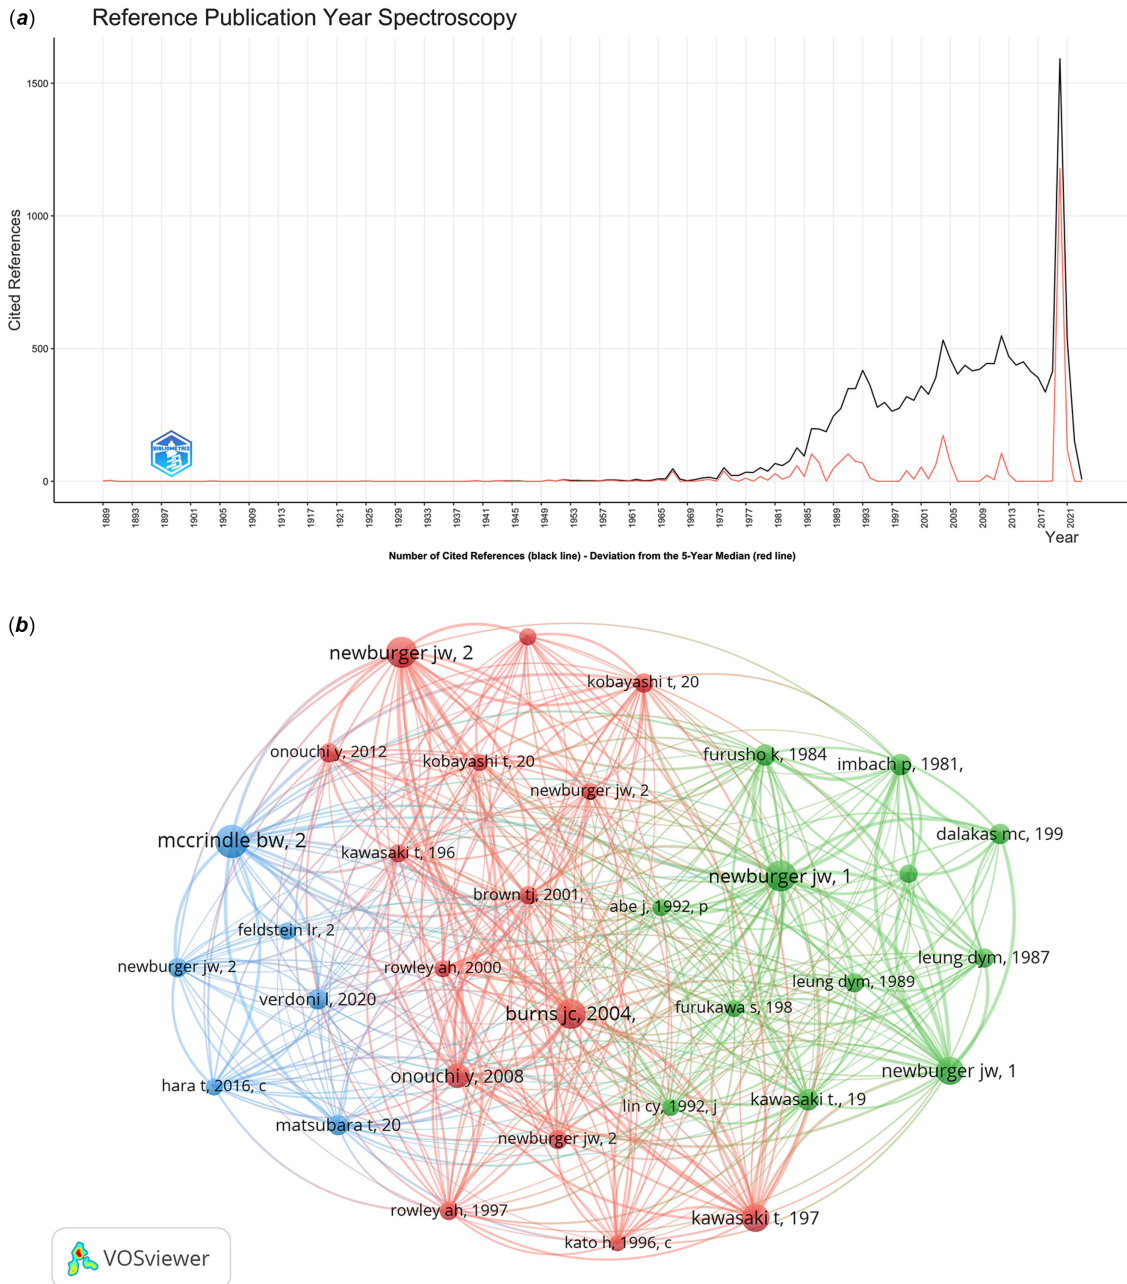 (a)
Reference Publication Year Spectroscopy
Cited References
1500
1000
500
0
BIBLIOMETRIX
1889
1893
1897
1901
1905
1909
1913
1917
1921
1925
1929
1933
1937
1941
1945
1949
1953
1957
1961
1965
1969
1973
1977
1981
1985
1989
1993
1997
2001
2005
2009
2013
2017
2021
Year
Number of Cited References (black line) - Deviation from the 5-Year Median (red line)
(b)
newburger jw, 2
kobayashi t, 20
onouchi y, 2012
kobayashi t, 20
furusho k, 1984
imbach p, 1981,
newburger jw, 2
mccrindle bw, 2
kawasaki t, 196
dalakas mc, 199
newburger jw, 1
brown tj, 2001,
abe j, 1992, p
feldstein lr, 2
newburger jw, 2
rowley ah, 2000
leung dym, 1987
leung dym, 1989
verdoni l, 2020
burns jc, 2004,
furukawa s, 198
onouchi y, 2008
newburger jw, 1
hara t, 2016, c
lin cy, 1992, j
kawasaki t., 19
matsubara t, 20
newburger jw, 2
rowley ah, 1997
kawasaki t, 197
kato h, 1996, c
VOSviewer